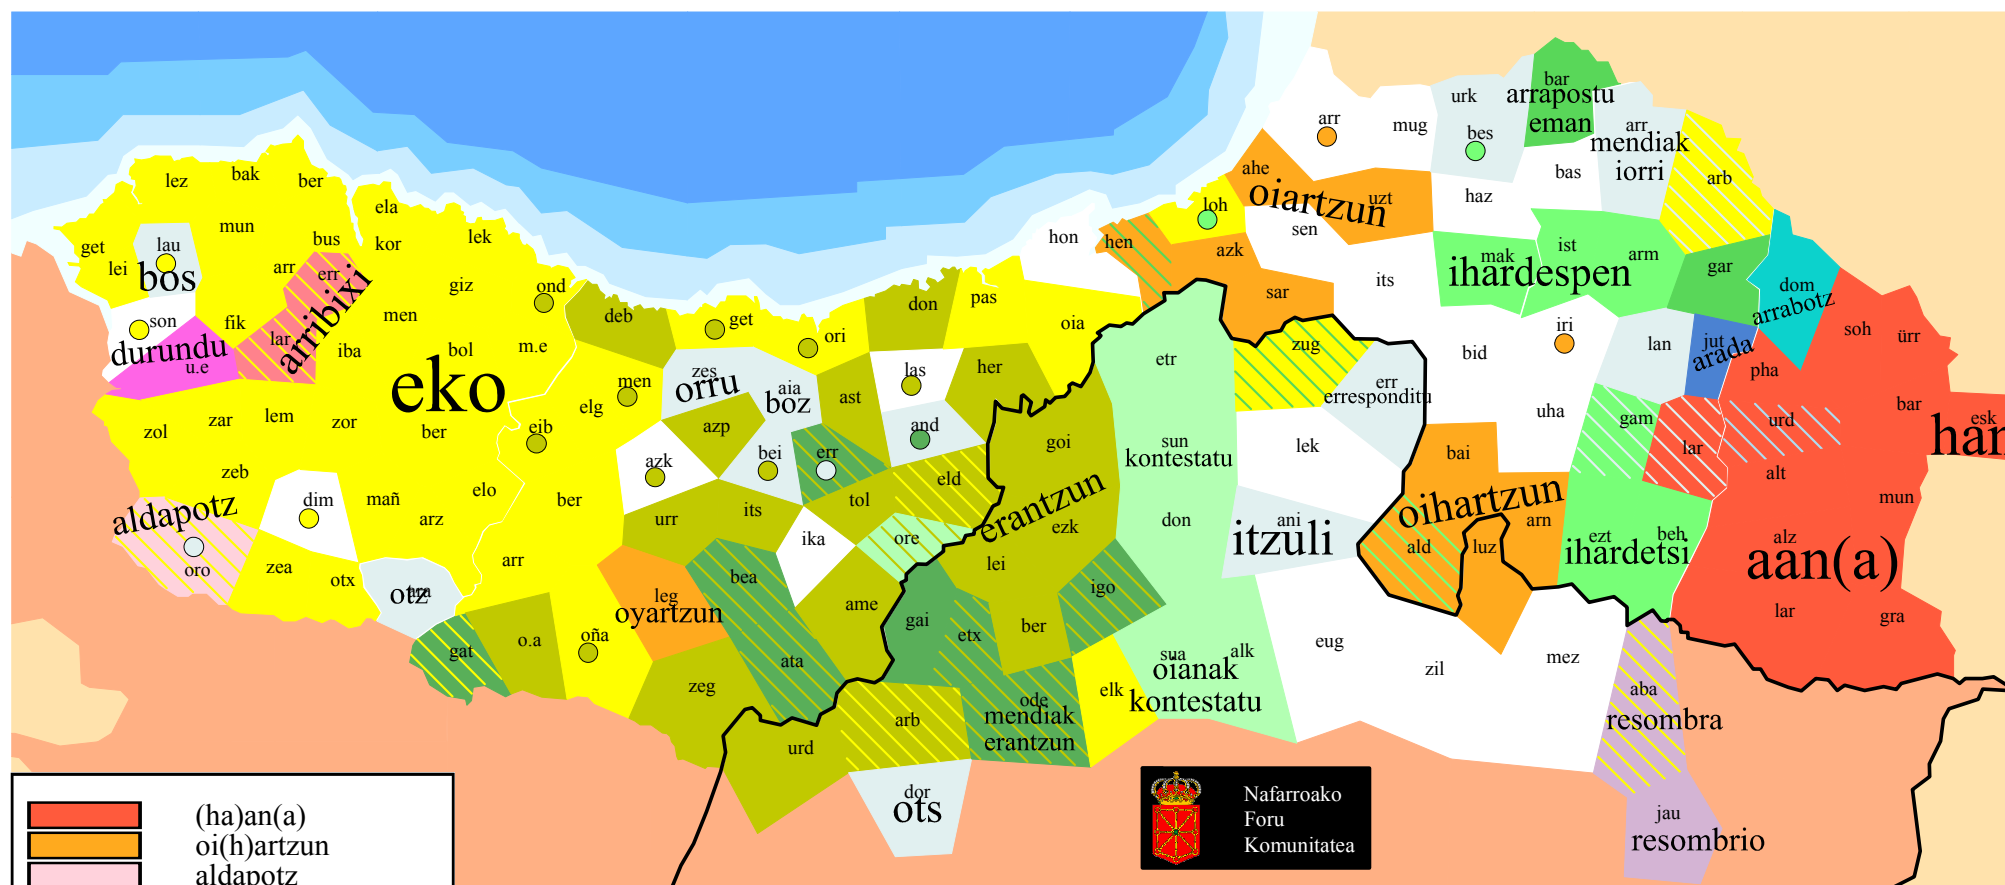 bar
arrapostu
eman
urk
arr
mug
bes
arr
mendiak
iorri
lez
bak
ber
ahe
oiartzun
uzt
bas
haz
arb
ela
mun
get
lau
lei
bos
bus
kor
lek
arr
err
arribixi
hon
hen
loh
azk
sen
mak
ist
arm
ihardespen
gar
its
sar
dom
arrabotz
giz
ond
son
durundu
u.e
fik
lar
men
iba
bol
m.e
deb
get
ori
don
pas
oia
soh
ürr
iri
lan
jut
arada
pha
eko
zes
orru
aia
boz
men
elg
las
her
ast
etr
zug
err
erresponditu
bid
uha
gam
lar
urd
bar
esk
han
zol
zar
lem
zor
ber
eib
azp
and
goi
sun
kontestatu
lek
bai
oihartzun
alt
mun
zeb
azk
bei
err
eld
aldapotz
dim
mañ
elo
arz
ber
urr
its
tol
ika
ore
erantzun
ezk
don
ani
itzuli
ald
luz
arn
ezt
beh
ihardetsi
alz
aan(a)
oro
zea
otx
ara
otz
arr
bea
lei
igo
leg
oyartzun
ame
gai
etx
ber
lar
gra
gat
o.a
oña
ata
sua
alk
oianak
kontestatu
eug
zil
mez
zeg
elk
arb
ode
mendiak
erantzun
aba
resombra
urd
dor
ots
jau
resombrio
Nafarroako
Foru
Komunitatea
(ha)an(a)
oi(h)artzun
aldapotz